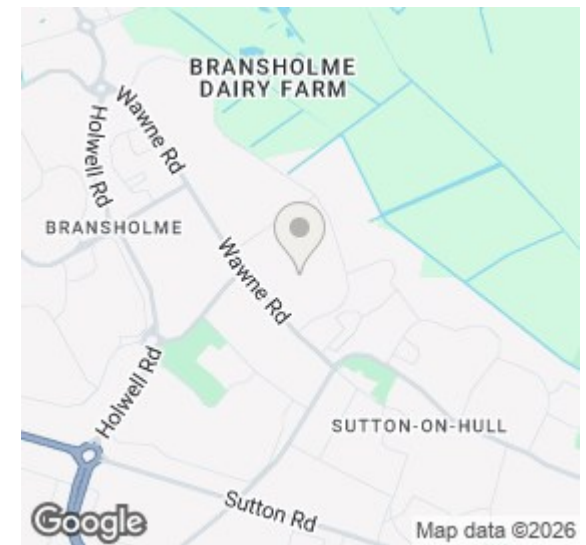 BRANSHOLME
DAIRY FARM
Wawne Rd
Holwell Rd
BRANSHOLME
Wawne Rd
Holwell Rd
SUTTON-ON-HULL
Sutton Rd
Google
Map data ©2026